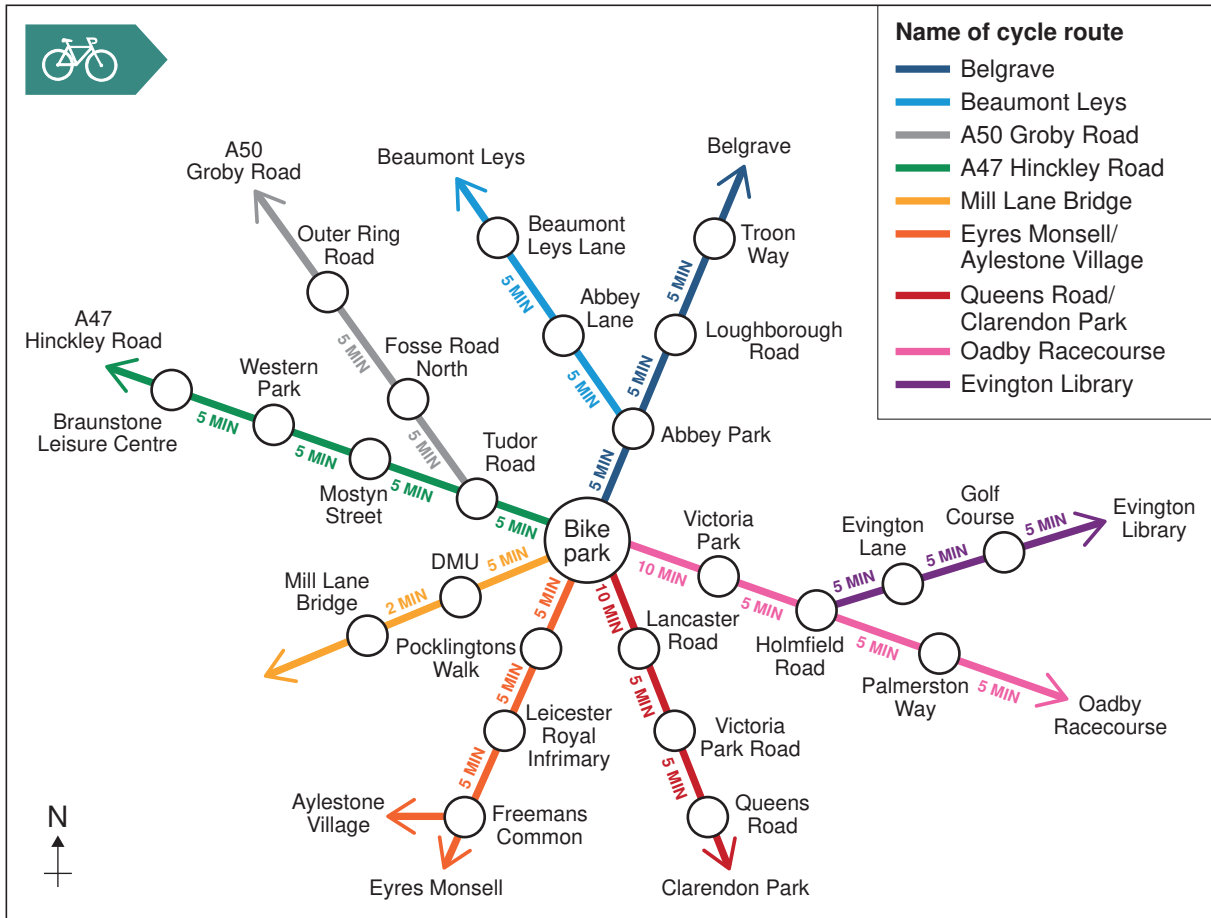 Name of cycle route
Belgrave
Beaumont Leys
A50 Groby Road
A47 Hinckley Road
Mill Lane Bridge
Eyres Monsell/
Aylestone Village
Queens Road/
Clarendon Park
Oadby Racecourse
Evington Library
A50
Groby Road
Outer Ring
Road
5 MIN
Fosse Road
North
5 MIN
Beaumont Leys
Beaumont
Leys Lane
5 MIN
Abbey
Lane
5 MIN
Belgrave
Troon
Way
5 MIN
Loughborough
Road
5 MIN
Abbey Park
5 MIN
A47
Hinckley Road
Braunstone
Leisure Centre
5 MIN
Western
Park
5 MIN
Mostyn
Street
5 MIN
Tudor
Road
5 MIN
Bike
park
Mill Lane
Bridge
2 MIN
DMU
5 MIN
5 MIN
Pocklingtons
Walk
5 MIN
Leicester
Royal
Infrimary
5 MIN
Freemans
Common
Aylestone
Village
Eyres Monsell
10 MIN
Lancaster
Road
5 MIN
Victoria
Park Road
5 MIN
Queens
Road
Clarendon Park
10 MIN
Victoria
Park
5 MIN
Holmfield
Road
5 MIN
Evington
Lane
5 MIN
Golf
Course
5 MIN
Evington
Library
5 MIN
Palmerston
Way
5 MIN
Oadby
Racecourse
N